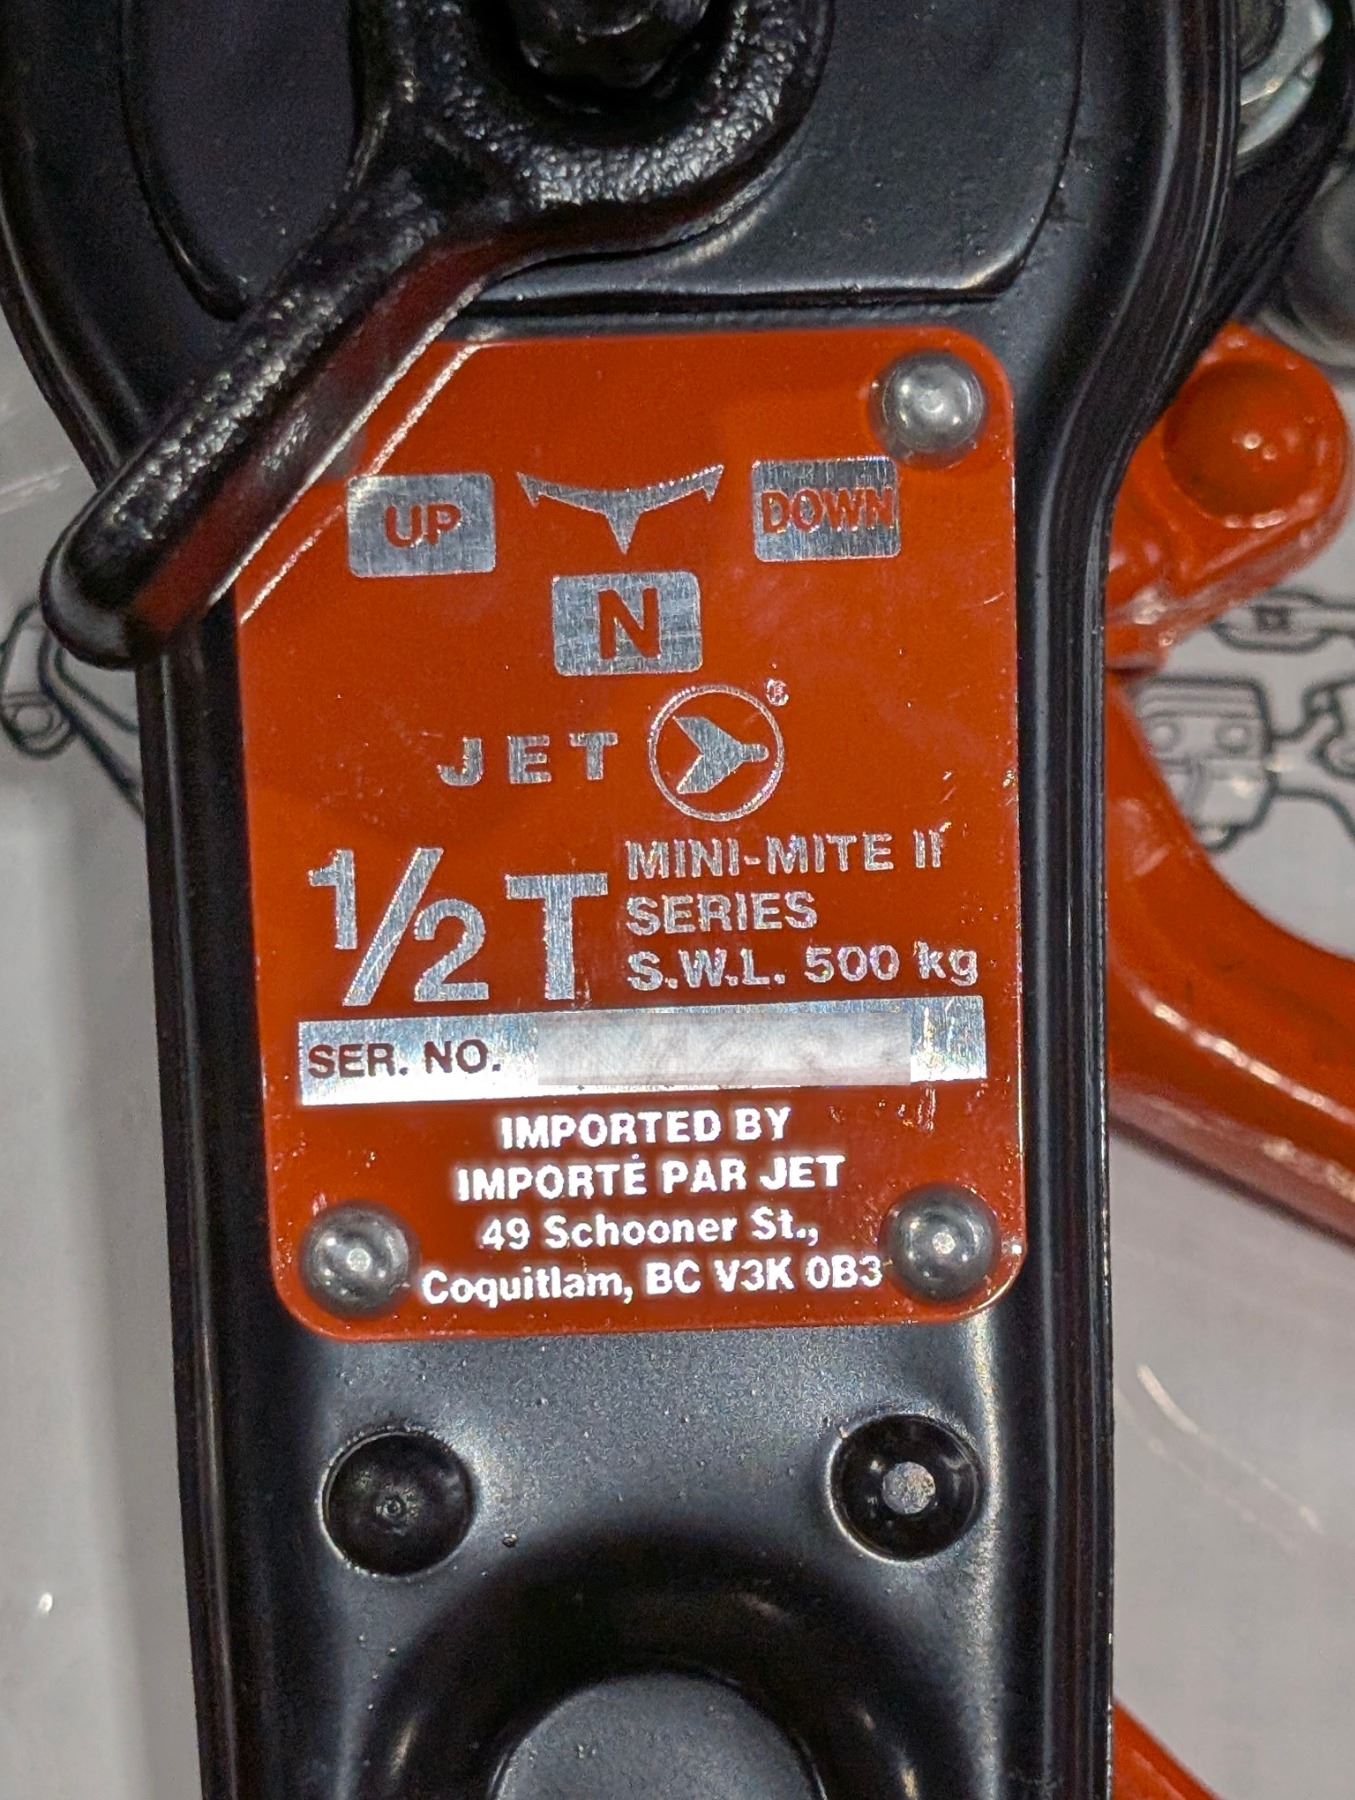 UP DOWN
N
JET ®
1/2 T
MINI-MITE II
SERIES
S.W.L. 500 kg
SER. NO.
IMPORTED BY
IMPORTÉ PAR JET
49 Schooner St.,
Coquitlam, BC V3K 0B3